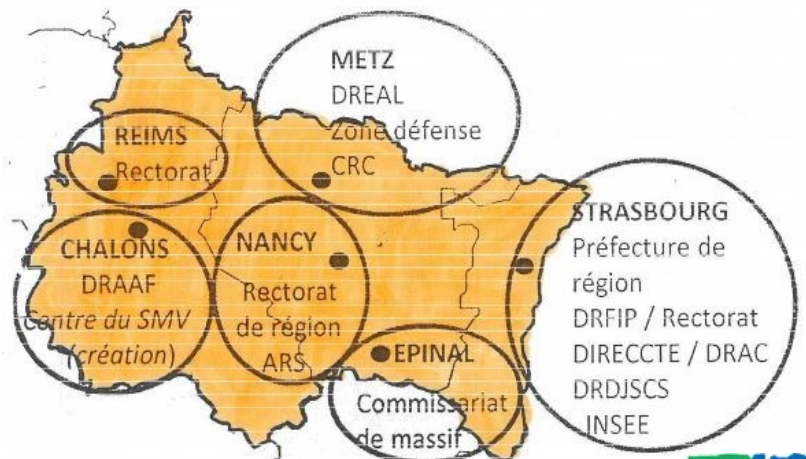 METZ
DREAL
Zone défense
CRC
REIMS
Rectorat
STRASBOURG
Préfecture de
région
DRFIP / Rectorat
DIRECCTE / DRAC
DRDJSCS
INSEE
CHALONS
DRAAF
Centre du SMV
(création)
NANCY
Rectorat
de région
ARS
EPINAL
Commissariat
de massif